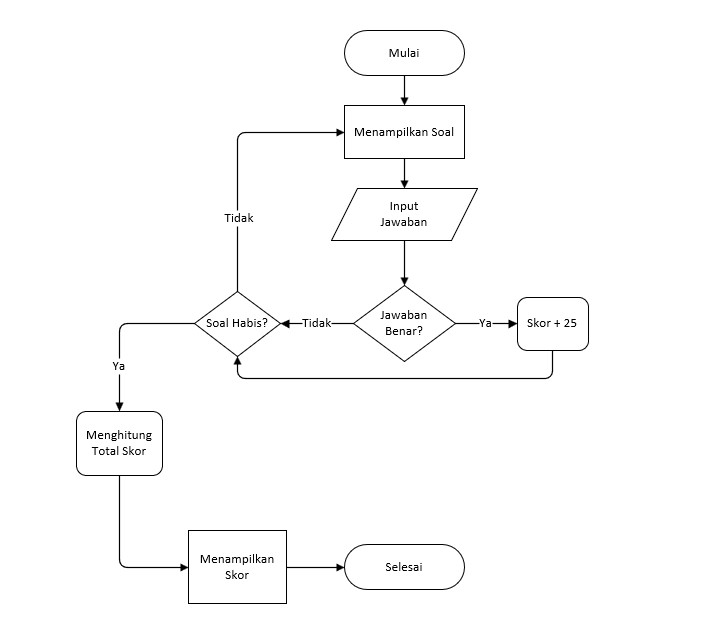 Mulai
Menampilkan Soal
Input
Jawaban
Tidak
Soal Habis?
Tidak
Jawaban
Benar?
Ya
Skor + 25
Ya
Menghitung
Total Skor
Menampilkan
Skor
Selesai